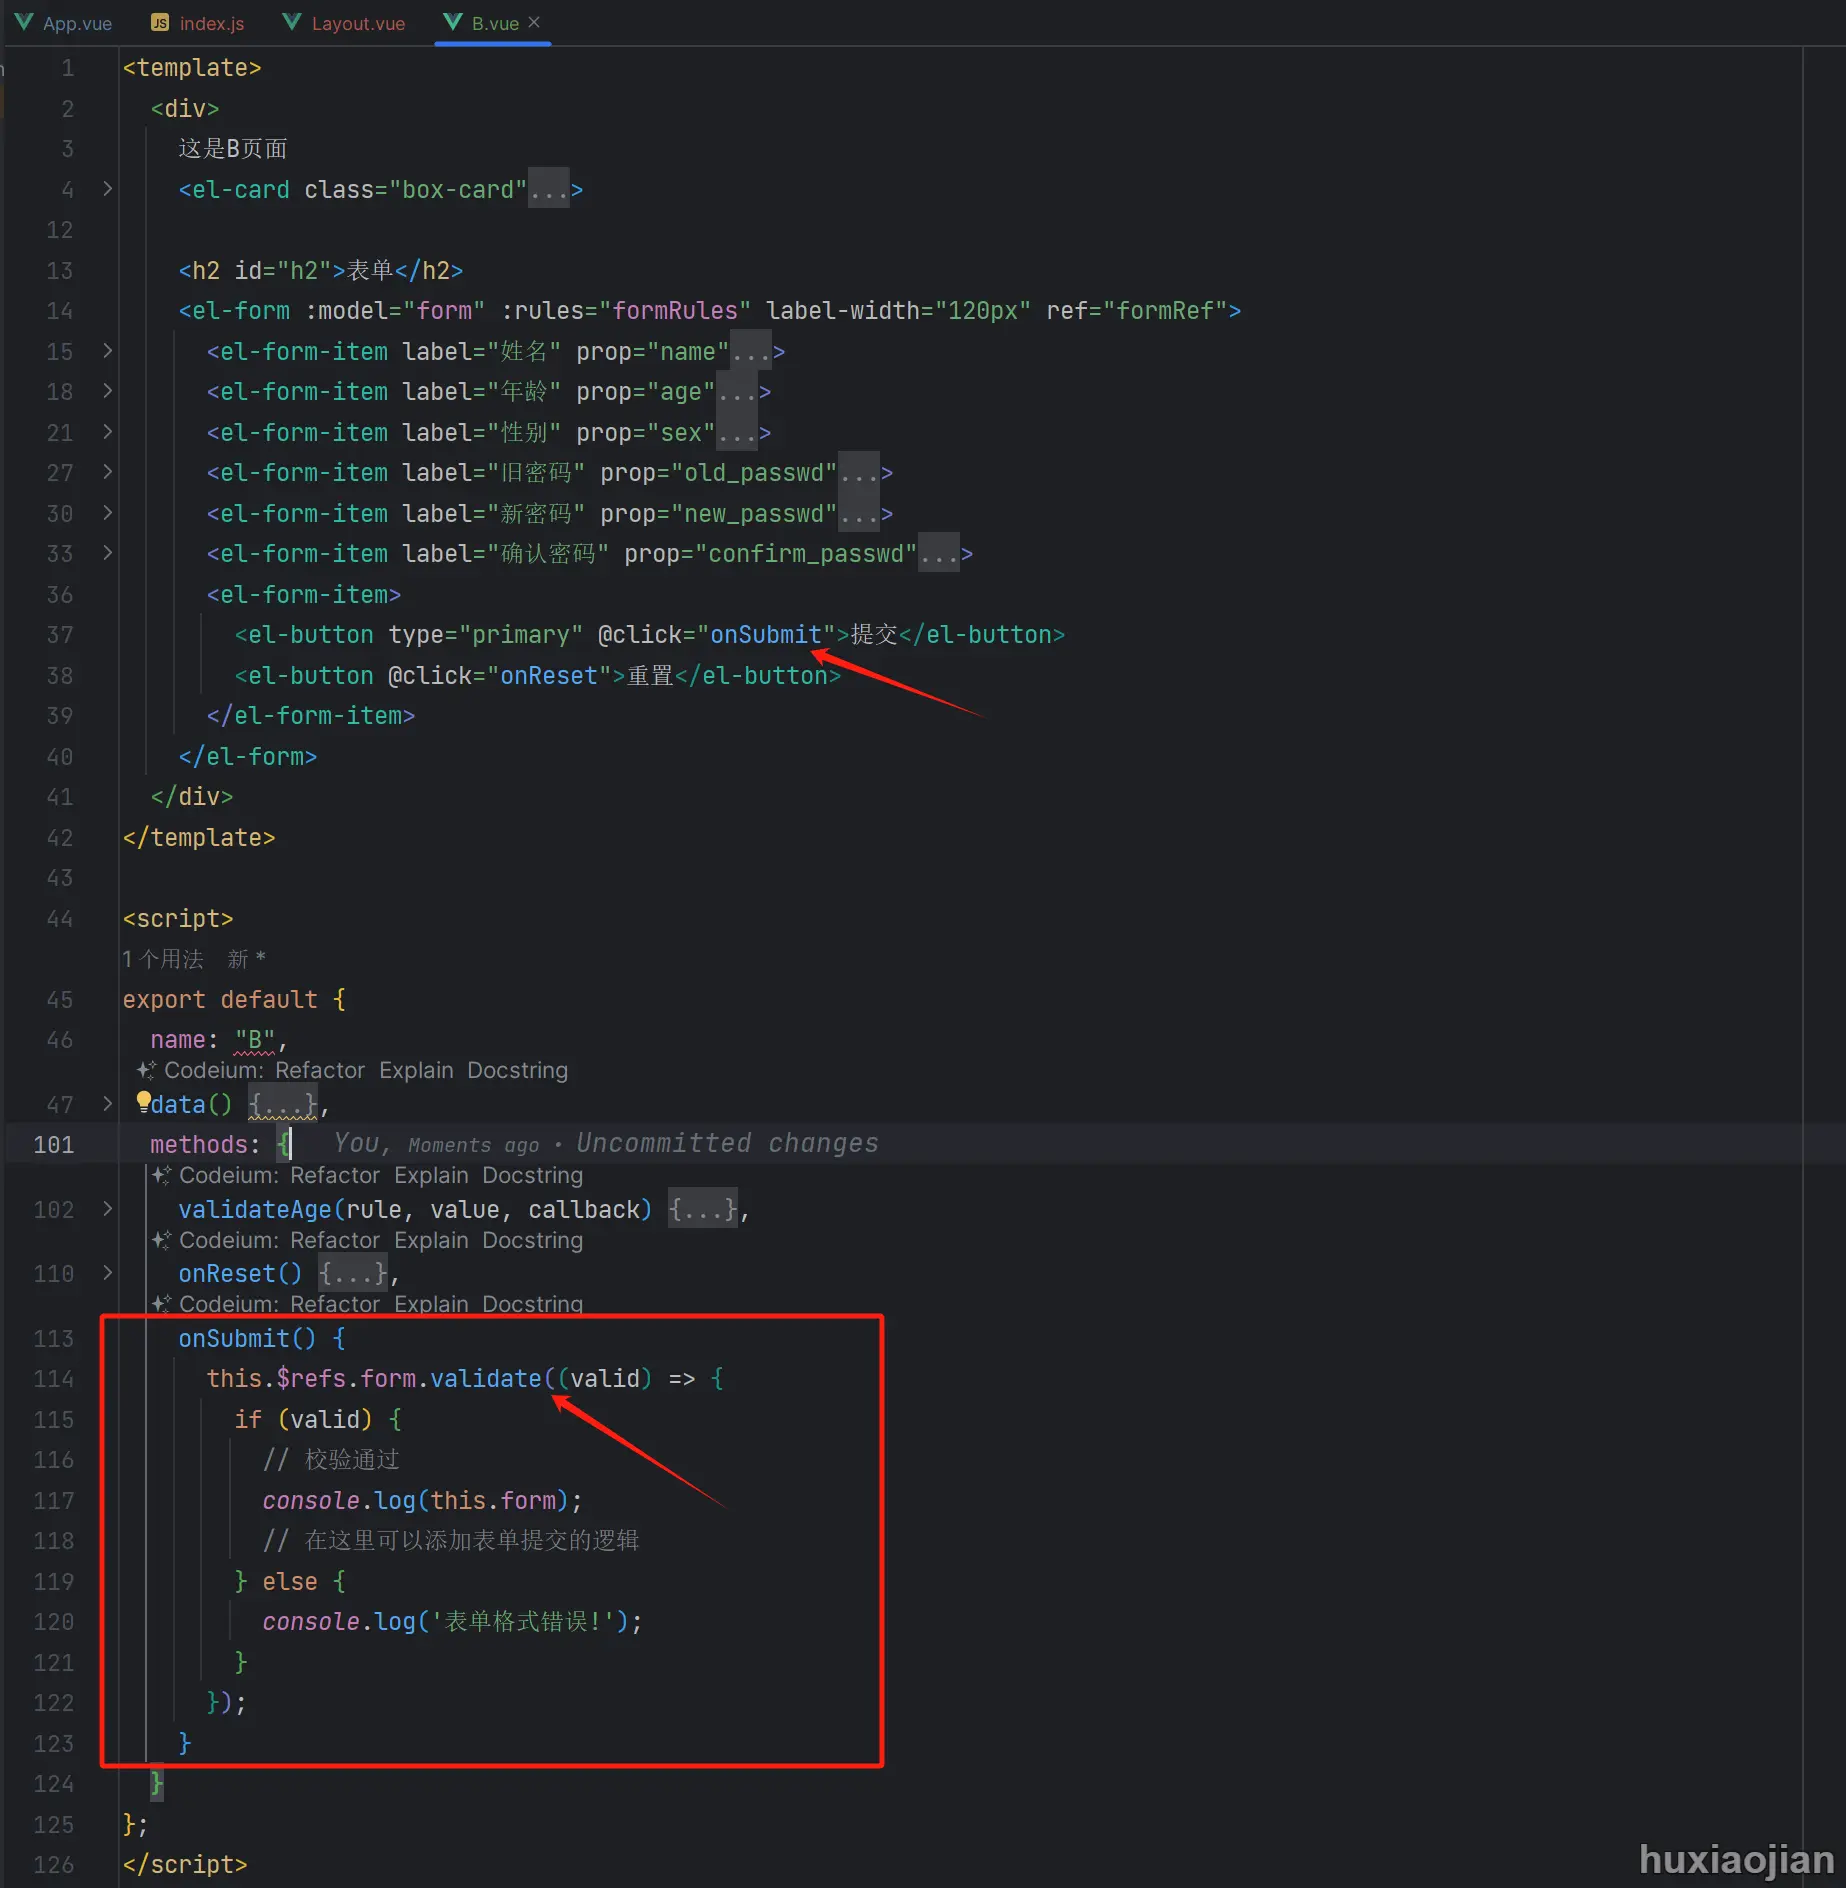 App.vue index.js Layout.vue B.vue
1 <template>
2 <div>
3 这是B页面
4 <el-card class="box-card"...>
12
13 <h2 id="h2">表单</h2>
14 <el-form :model="form" :rules="formRules" label-width="120px" ref="formRef">
15 <el-form-item label="姓名" prop="name"...>
18 <el-form-item label="年龄" prop="age"...>
21 <el-form-item label="性别" prop="sex"...>
27 <el-form-item label="旧密码" prop="old_passwd"...>
30 <el-form-item label="新密码" prop="new_passwd"...>
33 <el-form-item label="确认密码" prop="confirm_passwd"...>
36 <el-form-item>
37 <el-button type="primary" @click="onSubmit">提交</el-button>
38 <el-button @click="onReset">重置</el-button>
39 </el-form-item>
40 </el-form>
41 </div>
42 </template>
43
44 <script>
1 个用法 新 *
45 export default {
46 name: "B",
Codeium: Refactor Explain Docstring
47 data() {...},
101 methods: { You, Moments ago • Uncommitted changes
Codeium: Refactor Explain Docstring
102 validateAge(rule, value, callback) {...},
Codeium: Refactor Explain Docstring
110 onReset() {...},
Codeium: Refactor Explain Docstring
113 onSubmit() {
114 this.$refs.form.validate((valid) => {
115 if (valid) {
116 // 校验通过
117 console.log(this.form);
118 // 在这里可以添加表单提交的逻辑
119 } else {
120 console.log('表单格式错误!');
121 }
122 });
123 }
124 }
125 };
126 </script>
huxiaojian